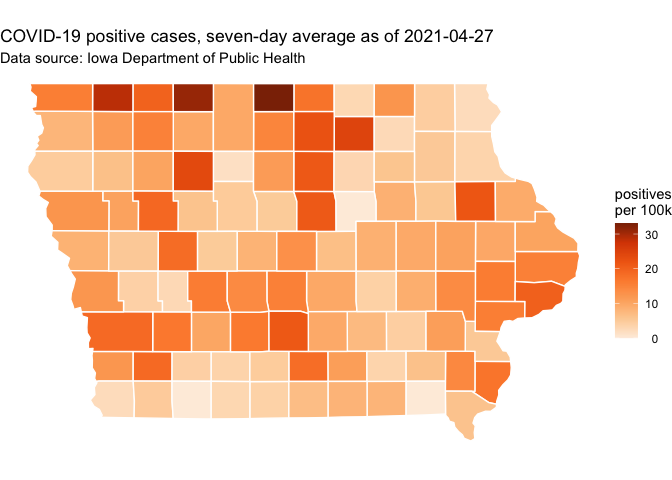 COVID-19 positive cases, seven-day average as of 2021-04-27
Data source: Iowa Department of Public Health
positives
per 100k
30
20
10
0